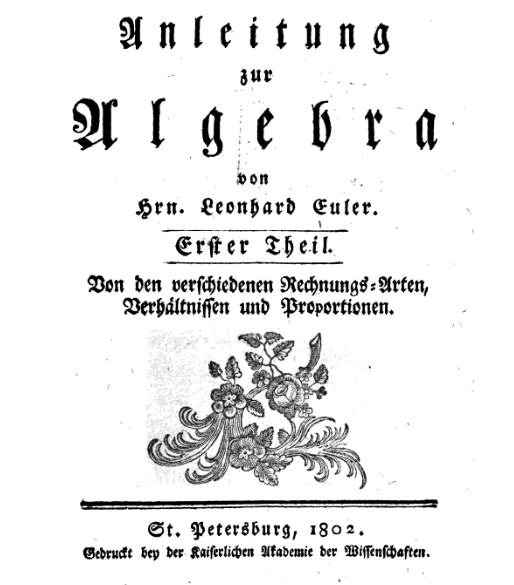 Anleitung
zur
Algebra
von
Hrn. Leonhard Euler.
Erster Theil.
Von den verschiedenen Rechnungs-Arten,
Verhältnissen und Proportionen.
St. Petersburg, 1802.
Gedruckt bey der Kaiserlichen Akademie der Wissenschaften.